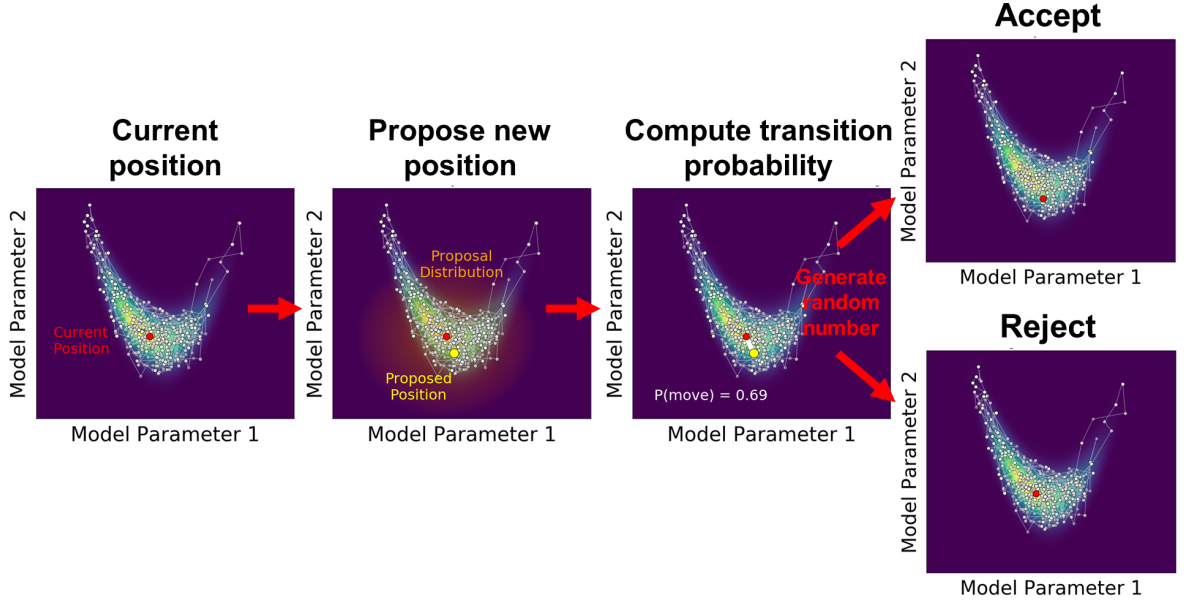 Current
position
Model Parameter 2
Current
Position
Model Parameter 1
Propose new
position
Model Parameter 2
Proposal
Distribution
Proposed
Position
Model Parameter 1
Compute transition
probability
Model Parameter 2
P(move) = 0.69
Model Parameter 1
Generate
random
number
Accept
Model Parameter 2
Model Parameter 1
Reject
Model Parameter 2
Model Parameter 1